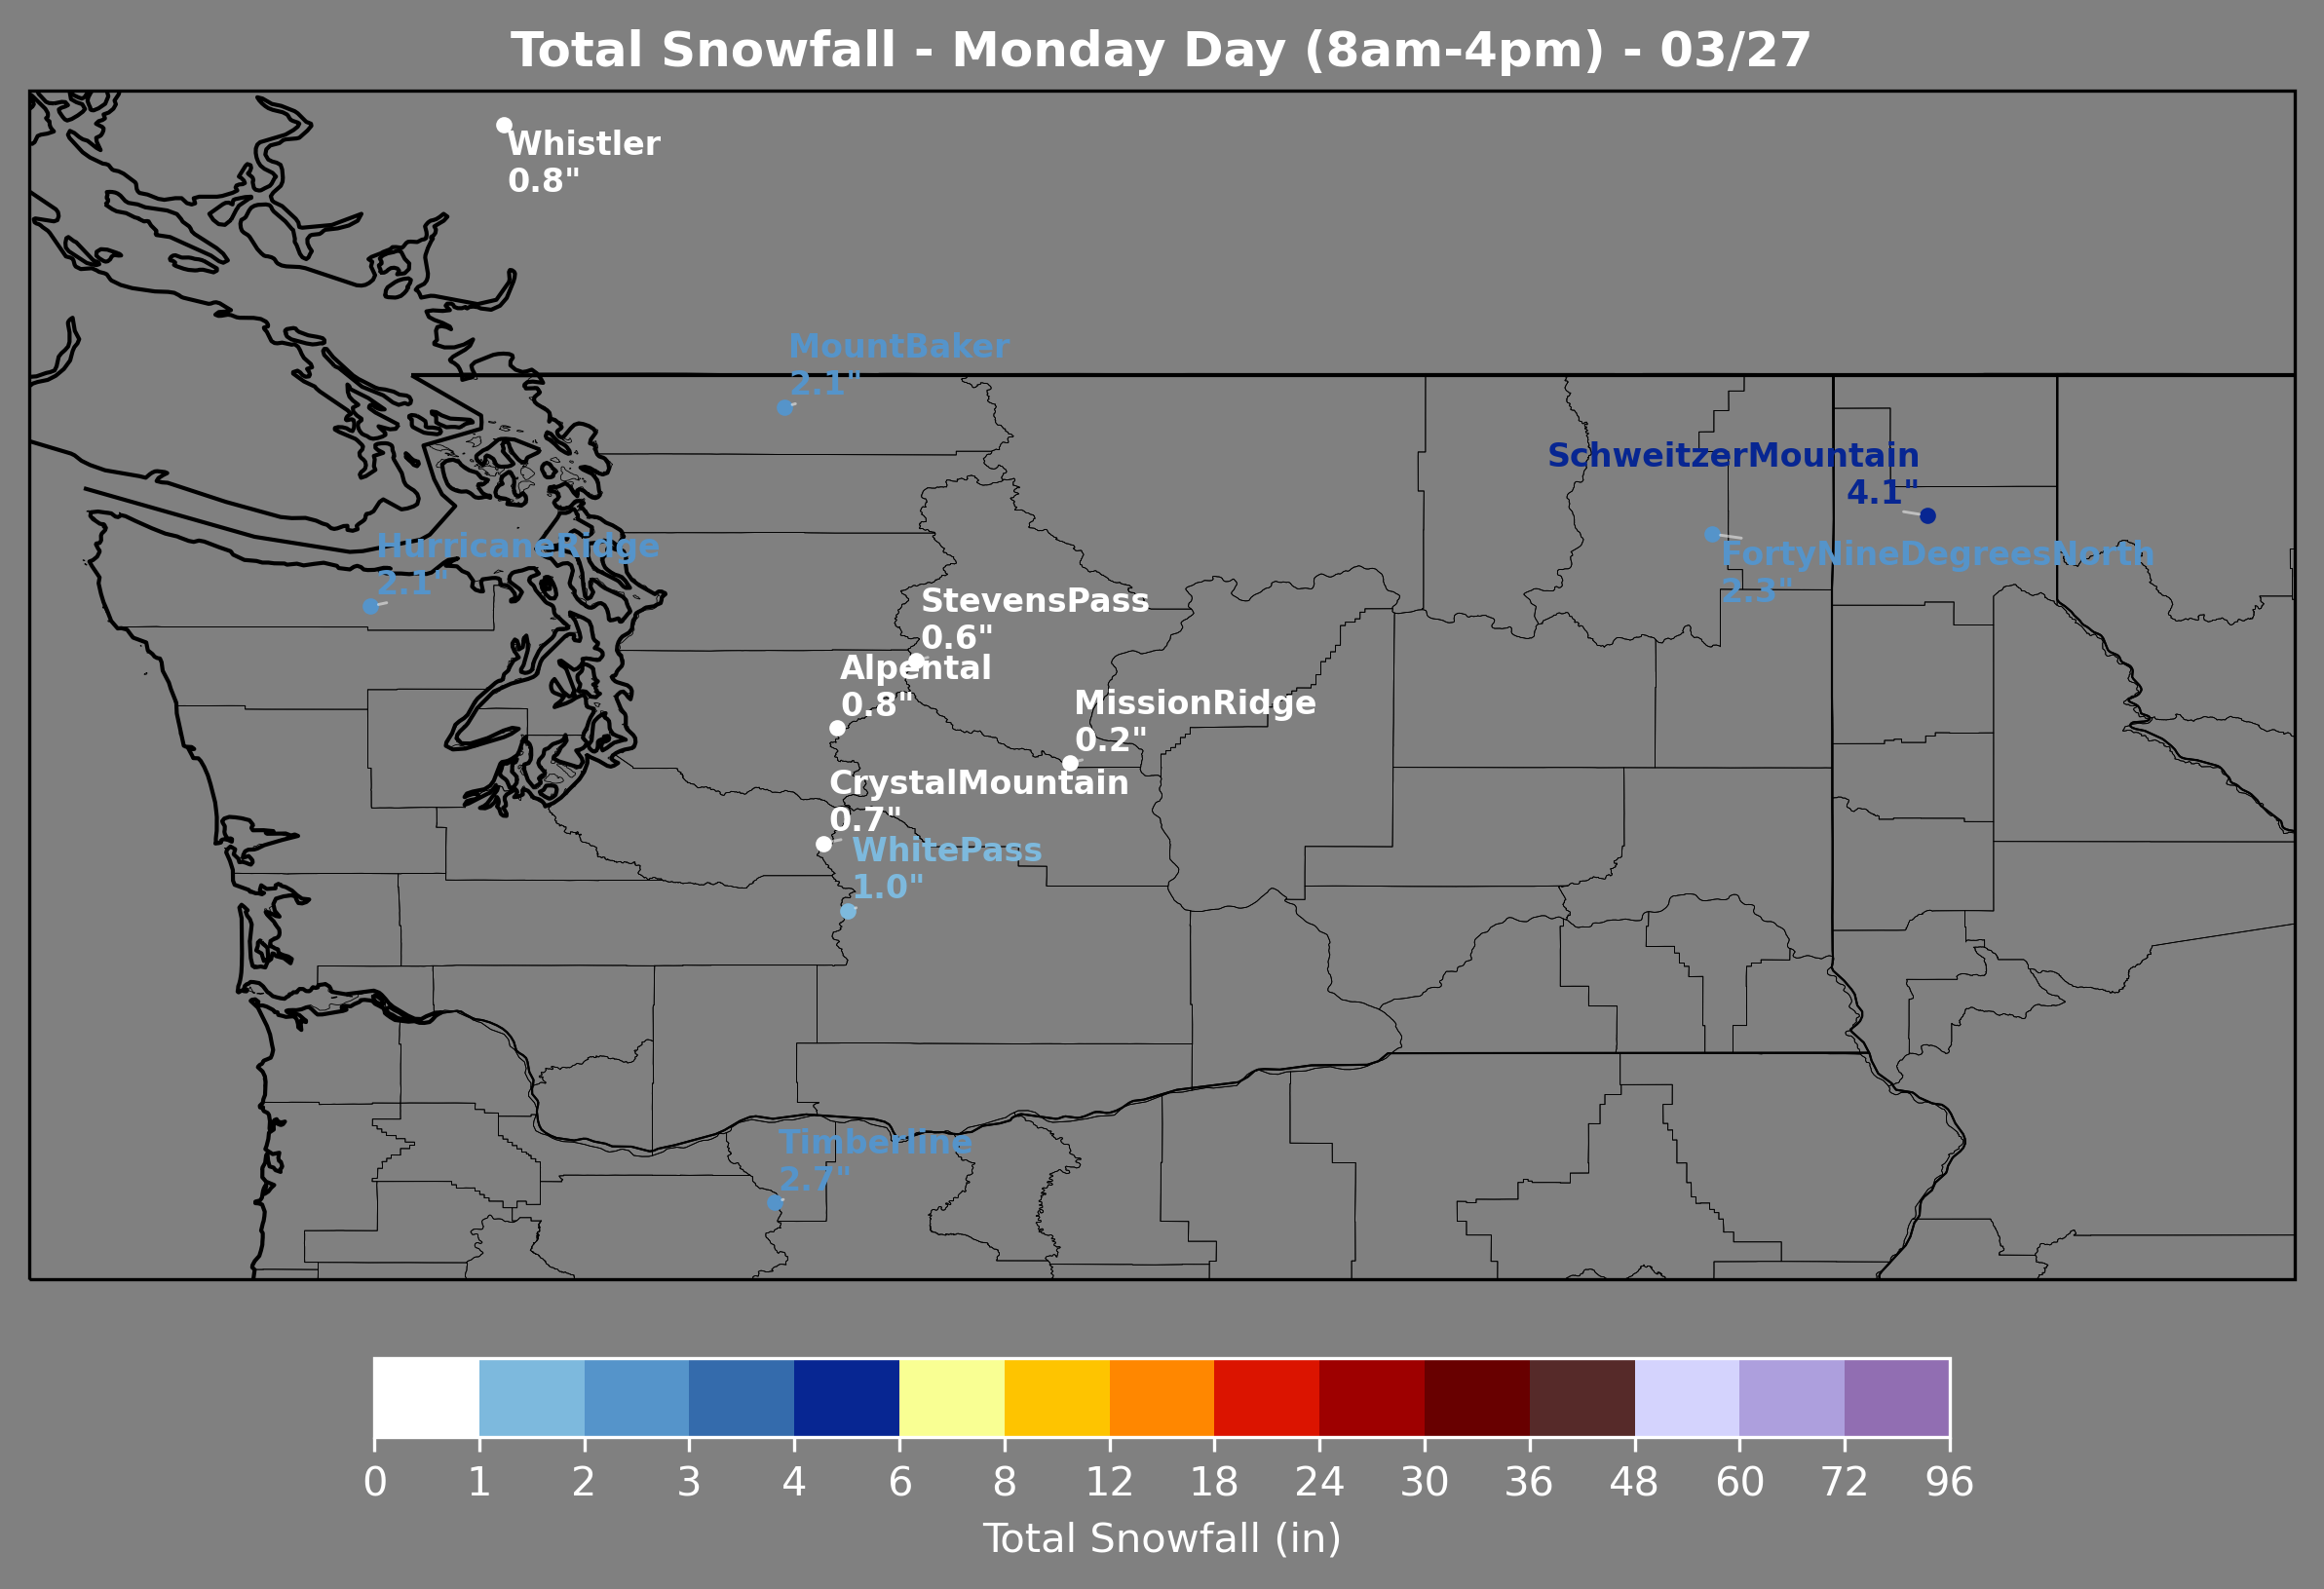 Total Snowfall - Monday Day (8am-4pm) - 03/27
Whistler
0.8"
MountBaker
2.1"
SchweitzerMountain
4.1"
HurricaneRidge
2.1"
FortyNineDegreesNorth
2.3"
StevensPass
0.6"
Alpental
0.8"
MissionRidge
0.2"
CrystalMountain
0.7"
WhitePass
1.0"
Timberline
2.7"
0 1 2 3 4 6 8 12 18 24 30 36 48 60 72 96
Total Snowfall (in)